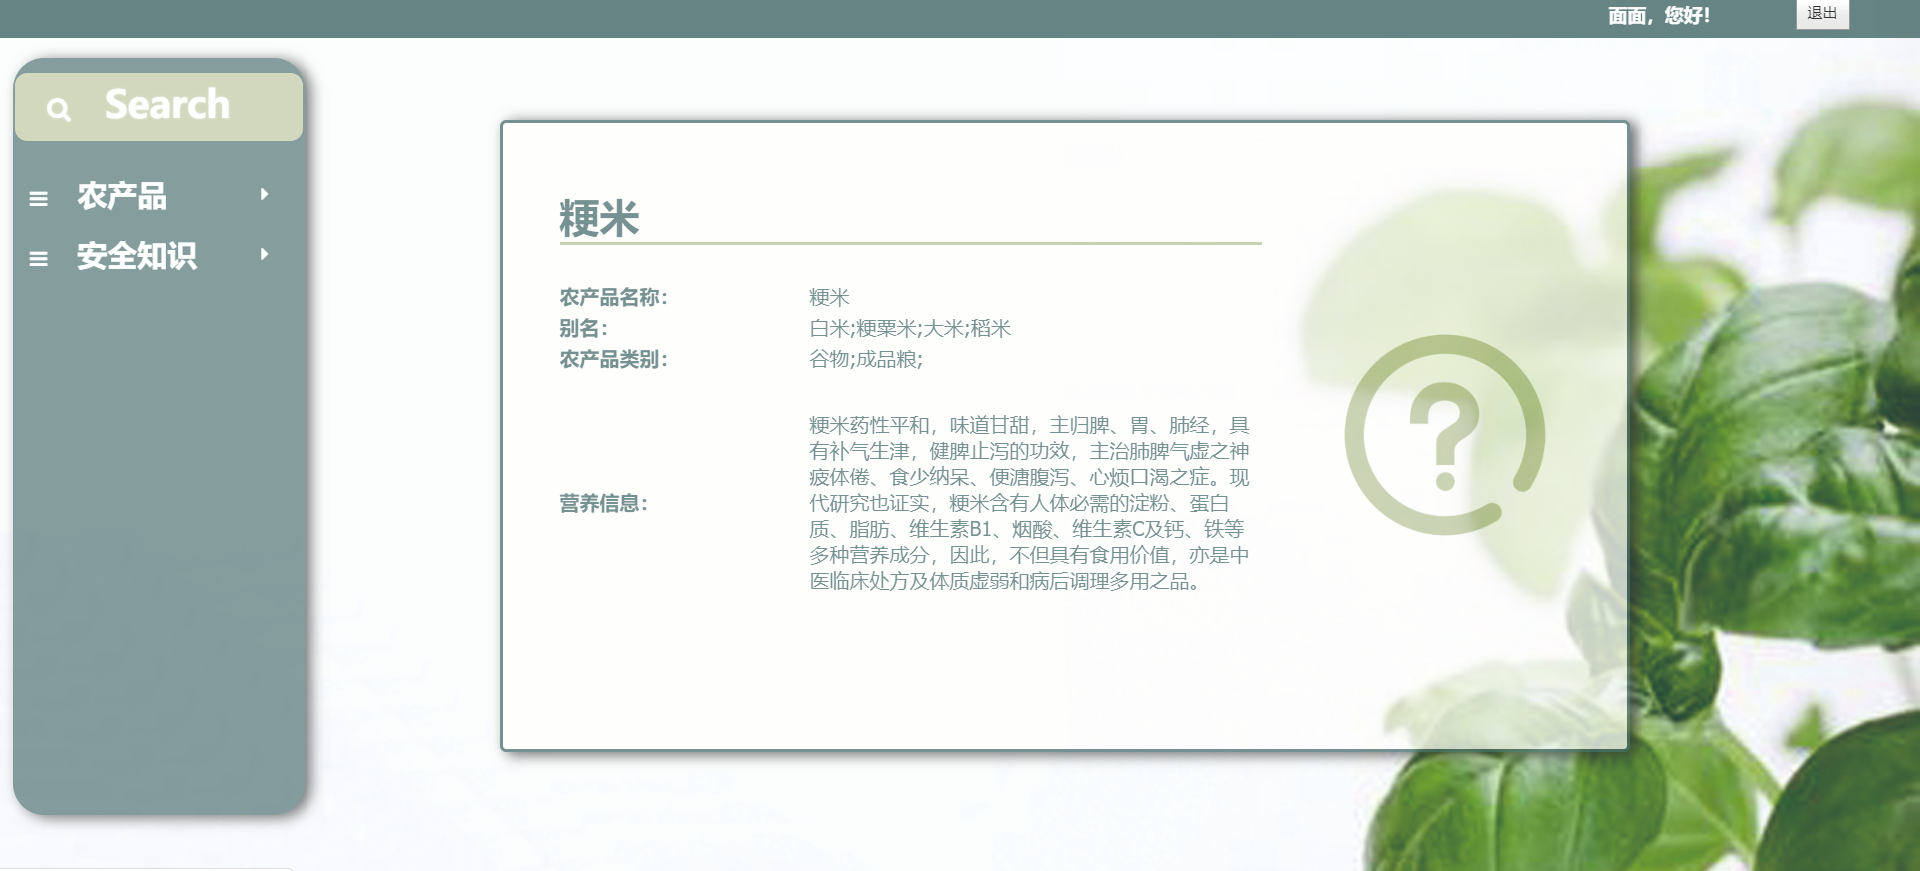 面面，您好！
退出
Search
农产品
安全知识
粳米
农产品名称：
粳米
别名：
白米;粳粟米;大米;稻米
农产品类别：
谷物;成品粮;
营养信息：
粳米药性平和，味道甘甜，主归脾、胃、肺经，具
有补气生津，健脾止泻的功效，主治肺脾气虚之神
疲体倦、食少纳呆、便溏腹泻、心烦口渴之症。现
代研究也证实，粳米含有人体必需的淀粉、蛋白
质、脂肪、维生素B1、烟酸、维生素C及钙、铁等
多种营养成分，因此，不但具有食用价值，亦是中
医临床处方及体质虚弱和病后调理多用之品。